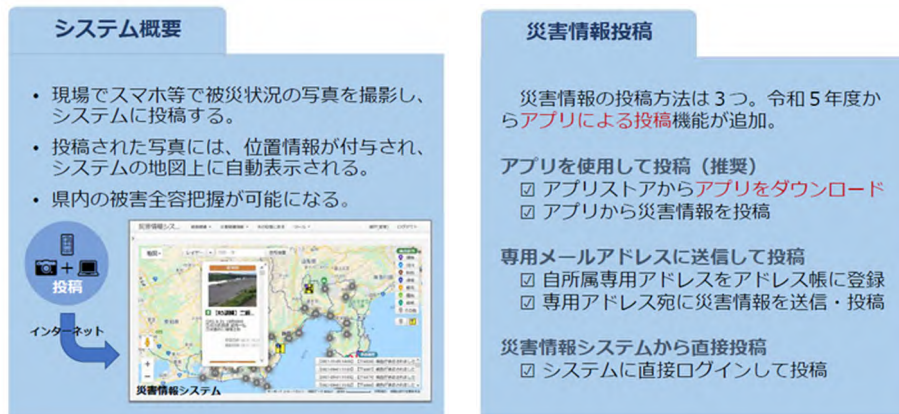 システム概要
• 現場でスマホ等で被災状況の写真を撮影し、
システムに投稿する。
• 投稿された写真には、位置情報が付与され、
システムの地図上に自動表示される。
• 県内の被害全容把握が可能になる。
投稿
インターネット
災害情報システム
災害情報投稿
災害情報の投稿方法は3つ。令和5年度か
らアプリによる投稿機能が追加。
アプリを使用して投稿（推奨）
☑ アプリストアからアプリをダウンロード
☑ アプリから災害情報を投稿
専用メールアドレスに送信して投稿
☑ 自所属専用アドレスをアドレス帳に登録
☑ 専用アドレス宛に災害情報を送信・投稿
災害情報システムから直接投稿
☑ システムに直接ログインして投稿